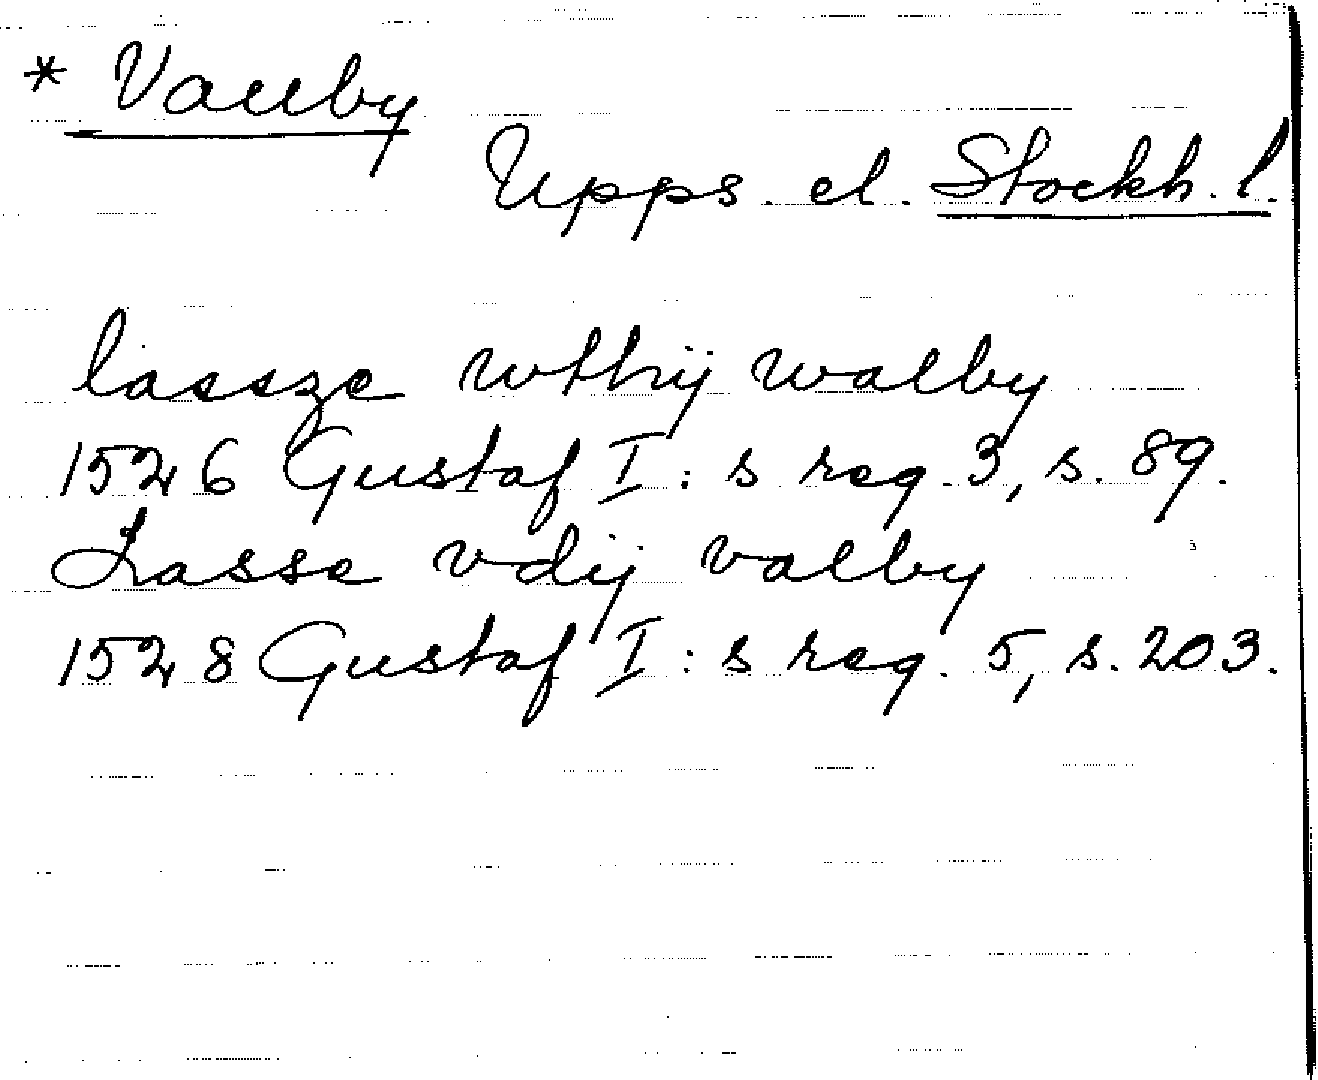 * Vallby
Upps. el. Stockh. l.
lassze wthij walby
1526 Gustaf I:s reg. 3, s. 89.
Lasse vdij valby
1528 Gustaf I:s reg. 5, s. 203.